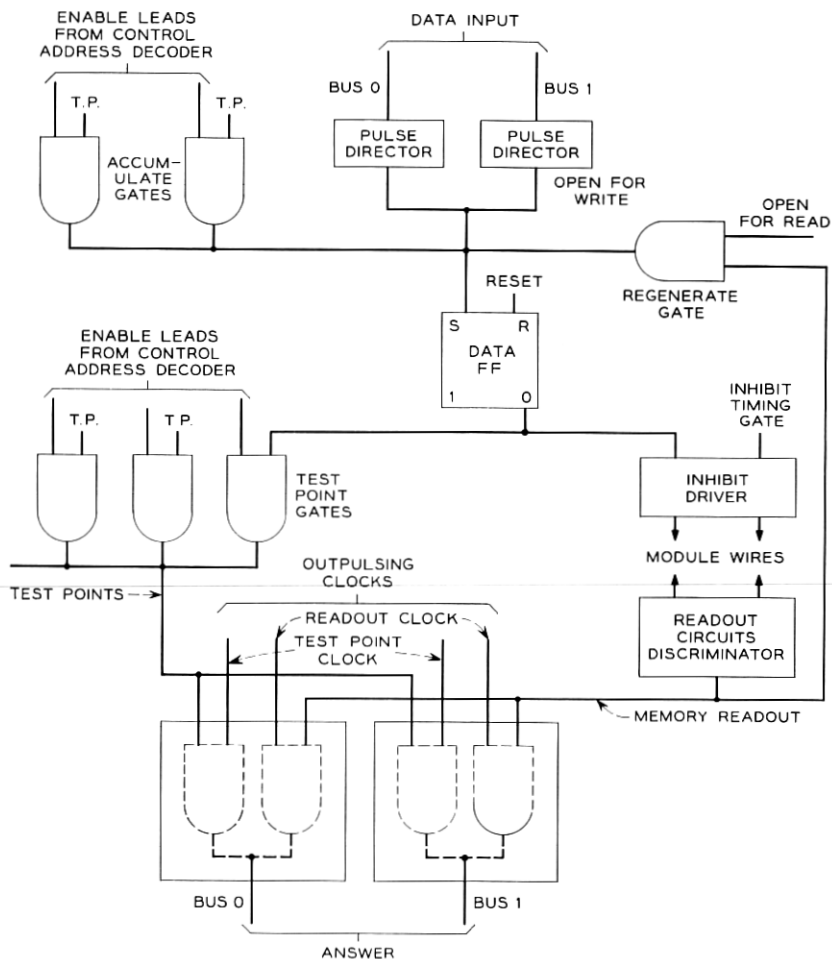 ENABLE LEADS
FROM CONTROL
ADDRESS DECODER
T.P.
T.P.
ACCUM-
ULATE
GATES
DATA INPUT
BUS 0
BUS 1
PULSE
DIRECTOR
PULSE
DIRECTOR
OPEN FOR
WRITE
OPEN
FOR READ
REGENERATE
GATE
RESET
S
R
DATA
FF
1
0
ENABLE LEADS
FROM CONTROL
ADDRESS DECODER
T.P.
T.P.
TEST
POINT
GATES
INHIBIT
TIMING
GATE
INHIBIT
DRIVER
MODULE WIRES
READOUT
CIRCUITS
DISCRIMINATOR
TEST POINTS
OUTPULSING
CLOCKS
READOUT CLOCK
TEST POINT
CLOCK
MEMORY READOUT
BUS 0
BUS 1
ANSWER